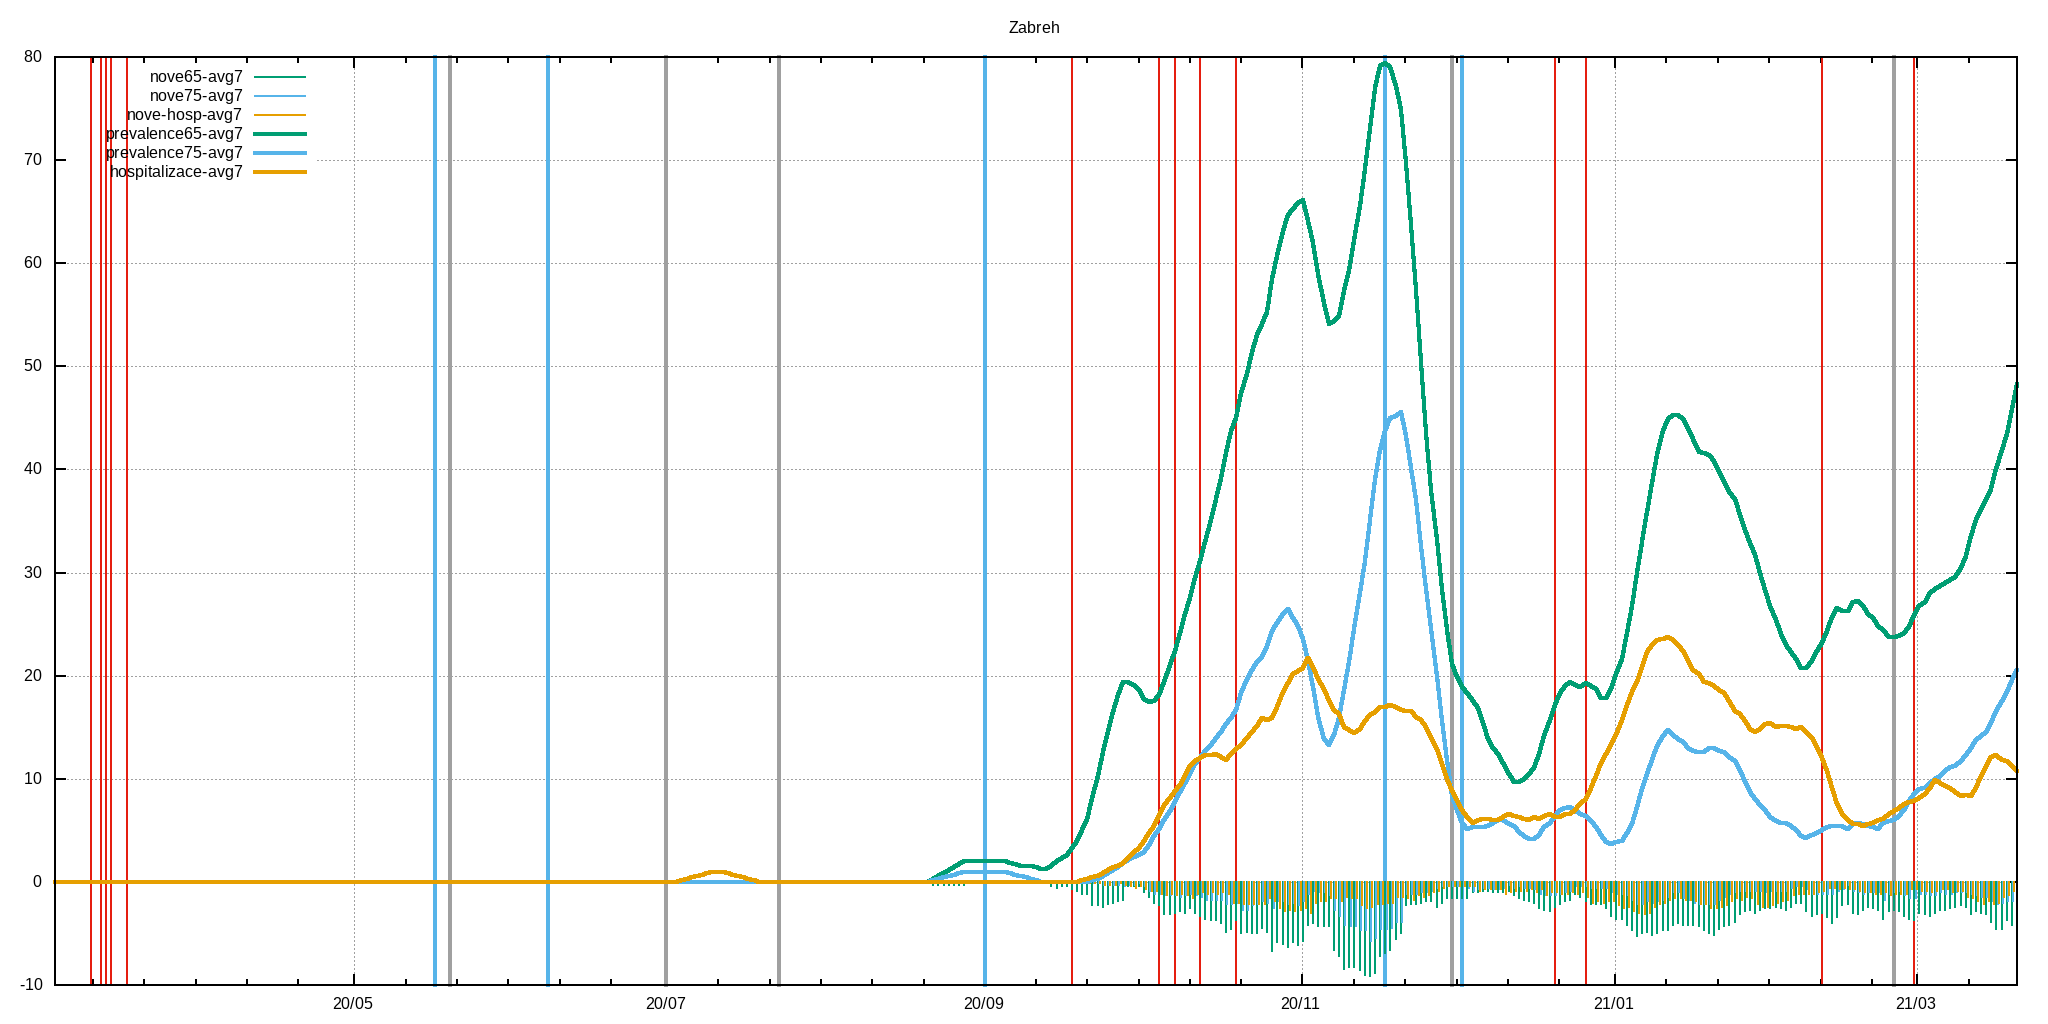 Zabreh
80
70
60
50
40
30
20
10
0
-10
nove65-avg7
nove75-avg7
nove-hosp-avg7
prevalence65-avg7
prevalence75-avg7
hospitalizace-avg7
20/05 20/07 20/09 20/11 21/01 21/03